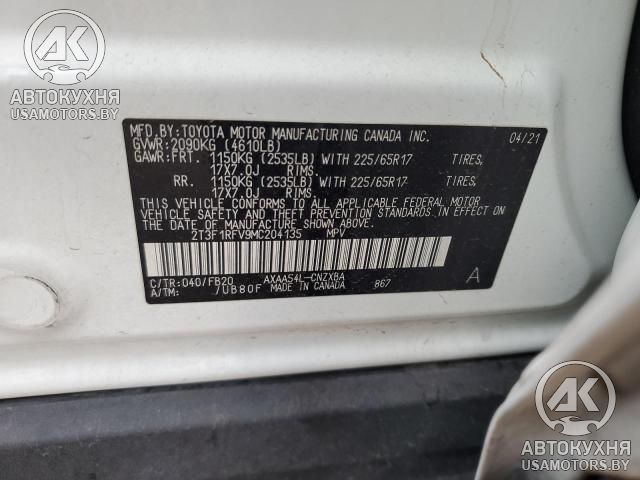 AK
АВТОКУХНЯ
USAMOTORS.BY
MFD.BY:TOYOTA MOTOR MANUFACTURING CANADA INC. 04/21
GVWR:2090KG (4610LB)
GAWR:FRT. 1150KG (2535LB) WITH 225/65R17 TIRES,
17X7.0J RIMS.
RR. 1150KG (2535LB) WITH 225/65R17 TIRES,
17X7.0J RIMS.
THIS VEHICLE CONFORMS TO ALL APPLICABLE FEDERAL MOTOR
VEHICLE SAFETY AND THEFT PREVENTION STANDARDS IN EFFECT ON
THE DATE OF MANUFACTURE SHOWN ABOVE.
2T3F1RFV9MC204135 MPV
C/TR:040/FB20 AXAA54L-CNZXBA A
A/TM: /UB80F MADE IN CANADA 867
AK
АВТОКУХНЯ
USAMOTORS.BY